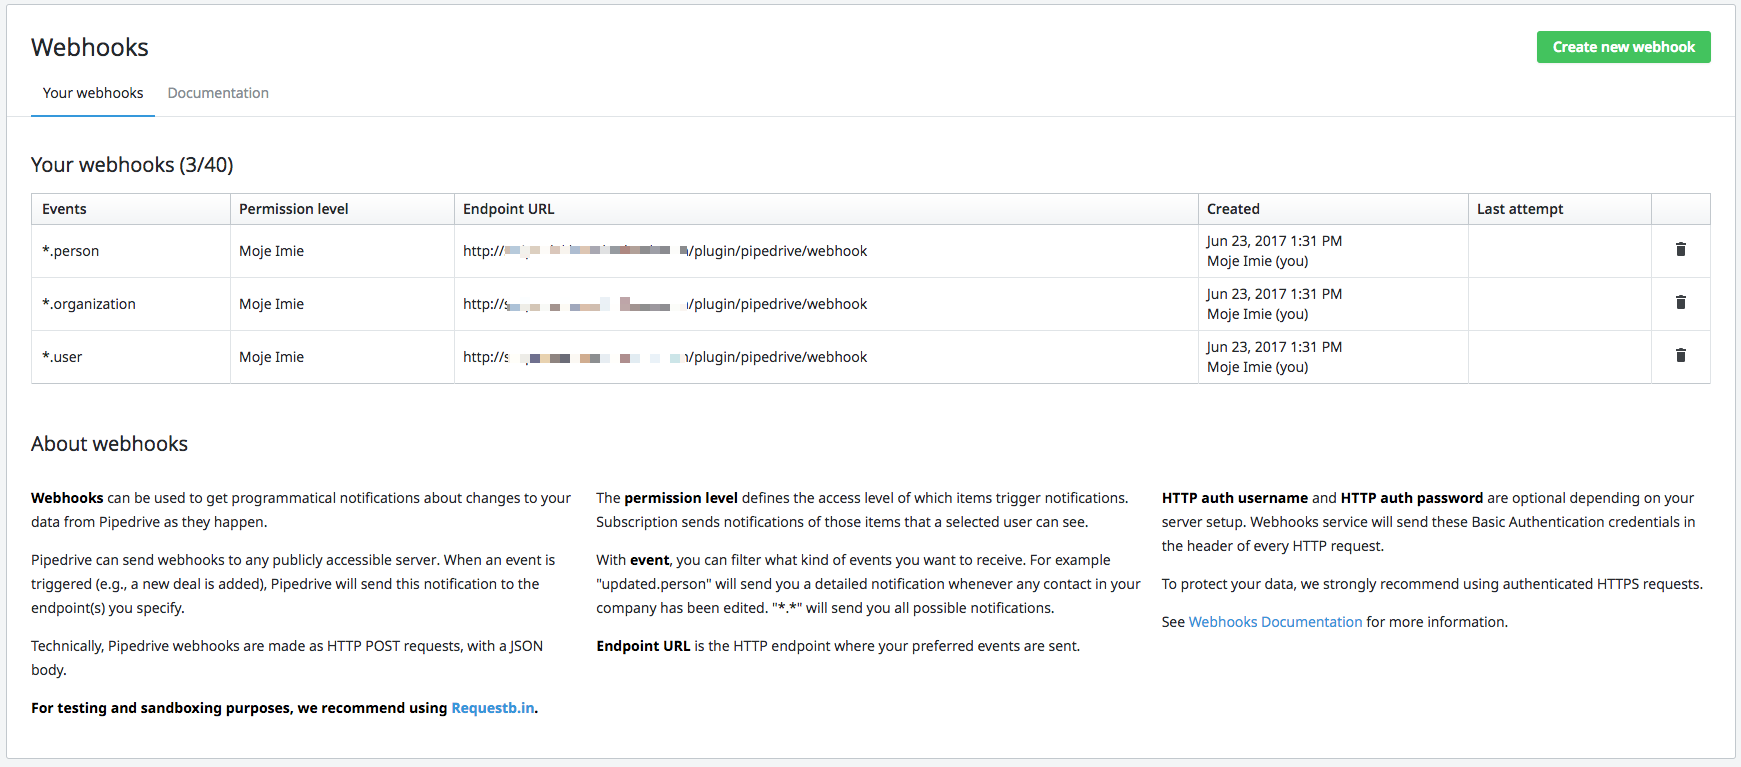 Webhooks
Create new webhook
Your webhooks Documentation
Your webhooks (3/40)
Events Permission level Endpoint URL Created Last attempt
*.person Moje Imie http:// /plugin/pipedrive/webhook Jun 23, 2017 1:31 PM
Moje Imie (you)
*.organization Moje Imie http:// /plugin/pipedrive/webhook Jun 23, 2017 1:31 PM
Moje Imie (you)
*.user Moje Imie http:// /plugin/pipedrive/webhook Jun 23, 2017 1:31 PM
Moje Imie (you)
About webhooks
Webhooks can be used to get programmatical notifications about changes to your
data from Pipedrive as they happen.
Pipedrive can send webhooks to any publicly accessible server. When an event is
triggered (e.g., a new deal is added), Pipedrive will send this notification to the
endpoint(s) you specify.
Technically, Pipedrive webhooks are made as HTTP POST requests, with a JSON
body.
For testing and sandboxing purposes, we recommend using Requestb.in.
The permission level defines the access level of which items trigger notifications.
Subscription sends notifications of those items that a selected user can see.
With event, you can filter what kind of events you want to receive. For example
"updated.person" will send you a detailed notification whenever any contact in your
company has been edited. "*.*" will send you all possible notifications.
Endpoint URL is the HTTP endpoint where your preferred events are sent.
HTTP auth username and HTTP auth password are optional depending on your
server setup. Webhooks service will send these Basic Authentication credentials in
the header of every HTTP request.
To protect your data, we strongly recommend using authenticated HTTPS requests.
See Webhooks Documentation for more information.